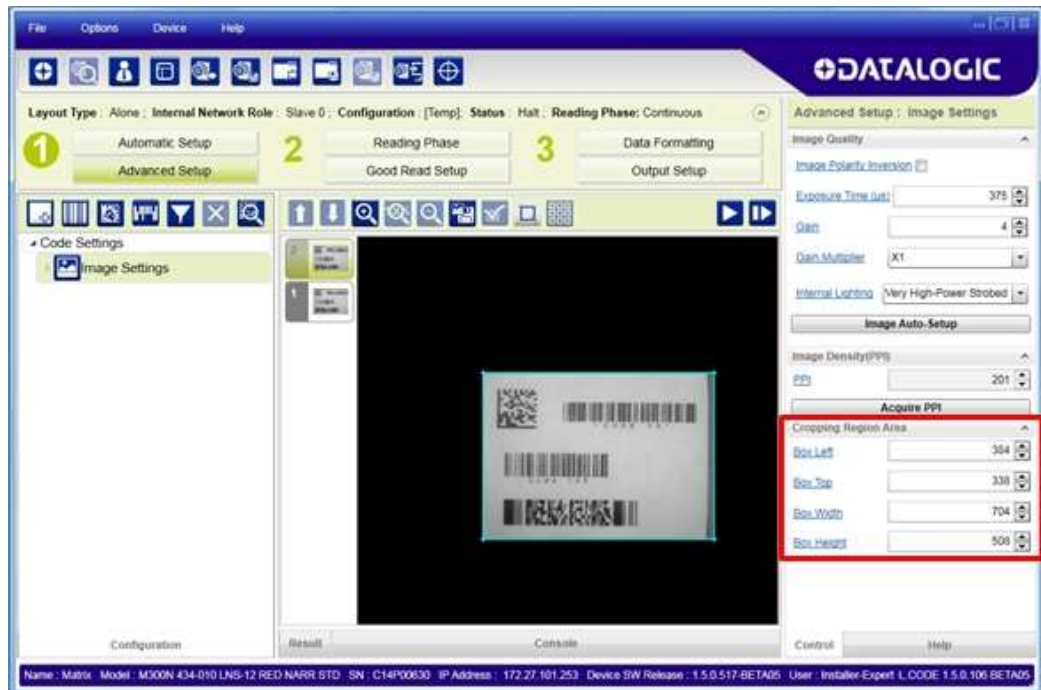 File Options Device Help
DATALOGIC
Layout Type : Alone ; Internal Network Role : Slave 0 ; Configuration : [Temp]; Status : Halt ; Reading Phase: Continuous
1 Automatic Setup
Advanced Setup
2 Reading Phase
Good Read Setup
3 Data Formatting
Output Setup
Advanced Setup : Image Settings
Image Quality
Image Polarity Inversion
Exposure Time (us) 375
Gain 4
Gain Multiplier X1
Internal Lighting Very High-Power Strobed
Image Auto-Setup
Image Density(PPI)
PPI 201
Acquire PPI
Cropping Region Area
Box Left 384
Box Top 338
Box Width 704
Box Height 508
Code Settings
Image Settings
2
1
Configuration
Result
Console
Control
Help
Name : Matrix Model : M300N 434-010 LNS-12 RED NARR STD SN : C14P00630 IP Address : 172.27.101.253 Device SW Release : 1.5.0.517-BETA05 User : Installer-Expert L.CODE 1.5.0.106 BETA05